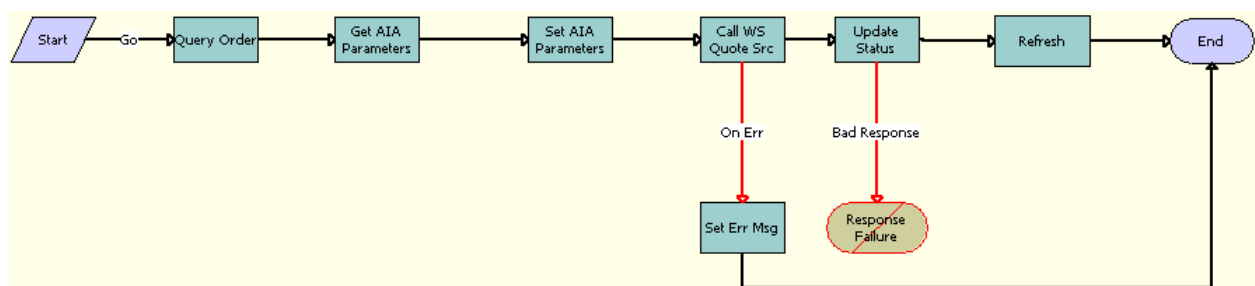 Start
Go
Query Order
Get AIA
Parameters
Set AIA
Parameters
Call WS
Quote Src
Update
Status
Refresh
End
On Err
Bad Response
Set Err Msg
Response
Failure